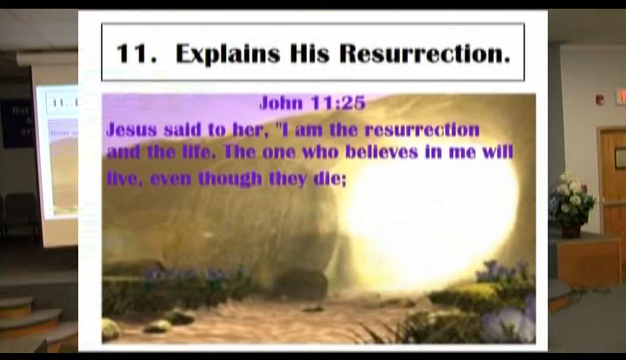 11. Explains His Resurrection.
John 11:25
Jesus said to her, "I am the resurrection
and the life. The one who believes in me will
live, even though they die;